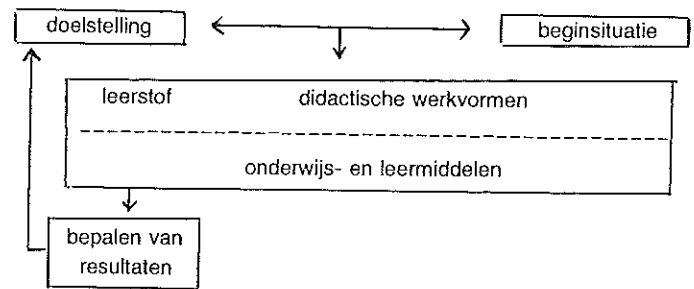 doelstelling beginsituatie
leerstof didactische werkvormen
onderwijs- en leermiddelen
bepalen van
resultaten